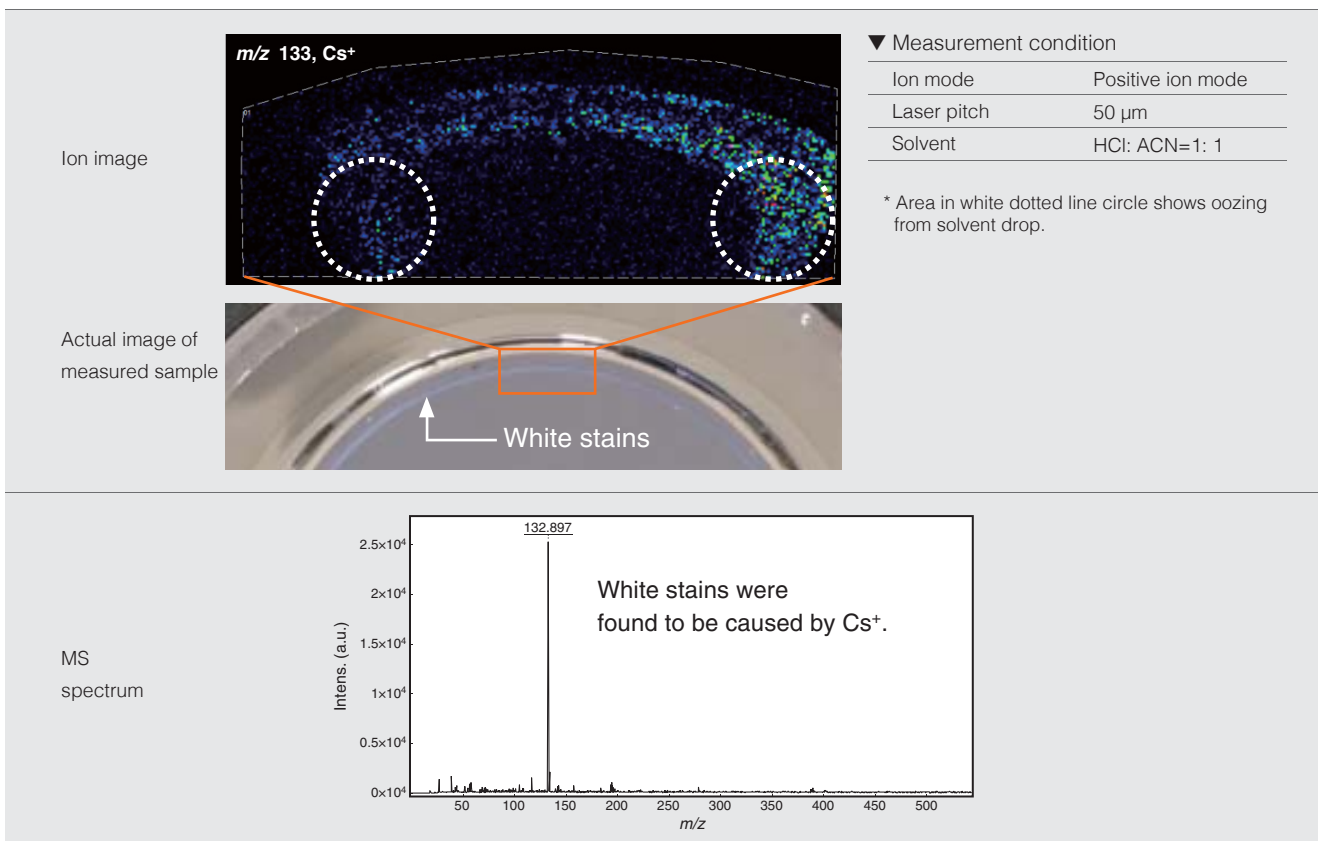 m/z 133, Cs⁺
01
Ion image
▼ Measurement condition
Ion mode Positive ion mode
Laser pitch 50 µm
Solvent HCl: ACN=1: 1
* Area in white dotted line circle shows oozing
from solvent drop.
Actual image of
measured sample
White stains
MS
spectrum
132.897
White stains were
found to be caused by Cs⁺.
Intens. (a.u.)
2.5×10⁴
2×10⁴
1.5×10⁴
1×10⁴
0.5×10⁴
0×10⁴
50 100 150 200 250 300 350 400 450 500
m/z